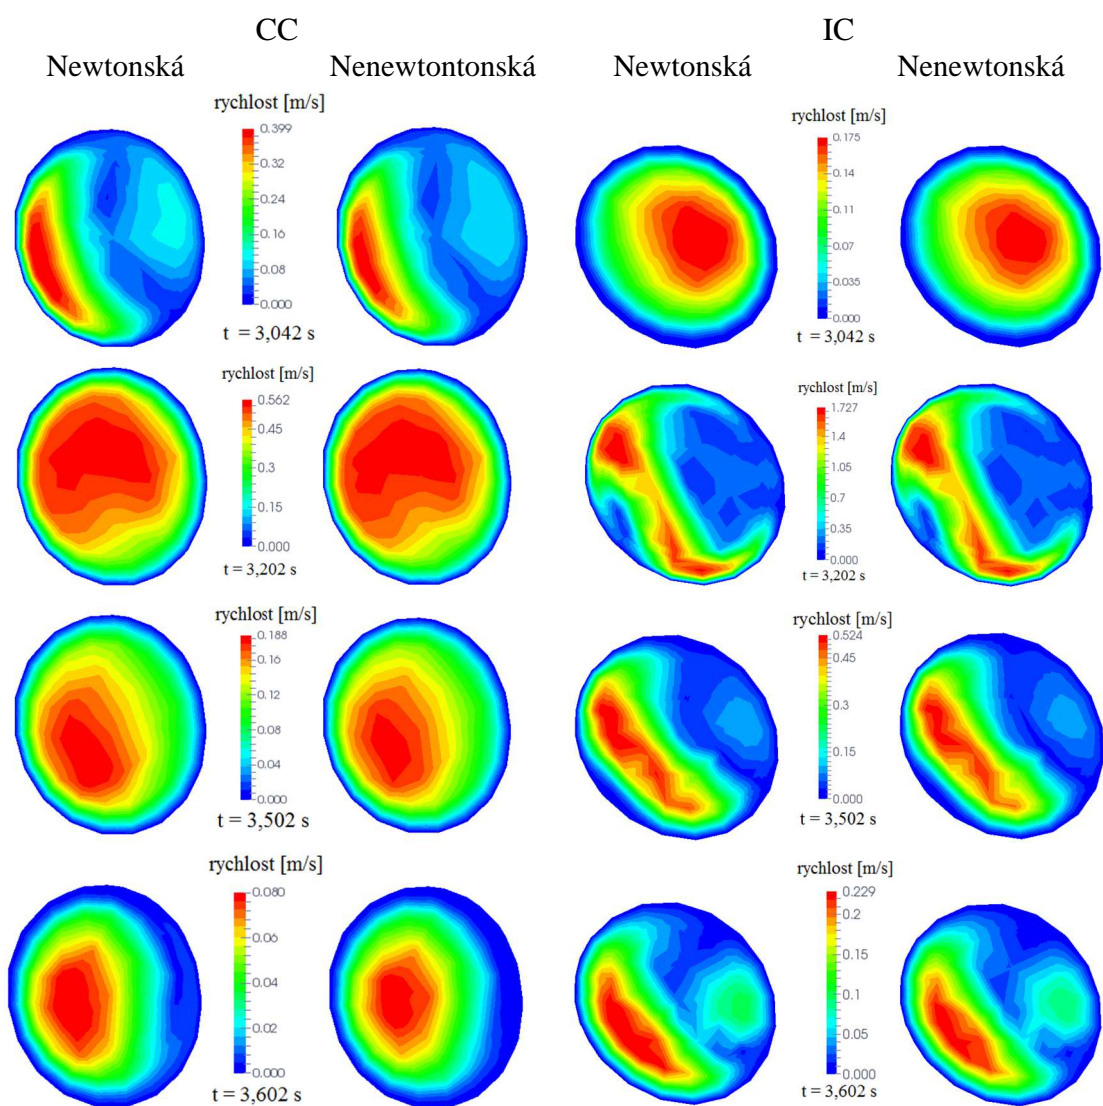 CC
IC
Newtonská
Nenewtontonská
Newtonská
Nenewtonská
rychlost [m/s]
0.399
0.32
0.24
0.16
0.08
0.000
t = 3,042 s
rychlost [m/s]
0.175
0.14
0.11
0.07
0.035
0.000
t = 3,042 s
rychlost [m/s]
0.562
0.45
0.3
0.15
0.000
t = 3,202 s
rychlost [m/s]
1.727
1.4
1.05
0.7
0.35
0.000
t = 3,202 s
rychlost [m/s]
0.188
0.16
0.12
0.08
0.04
0.000
t = 3,502 s
rychlost [m/s]
0.524
0.45
0.3
0.15
0.000
t = 3,502 s
rychlost [m/s]
0.080
0.06
0.04
0.02
0.000
t = 3,602 s
rychlost [m/s]
0.229
0.2
0.15
0.1
0.05
0.000
t = 3,602 s